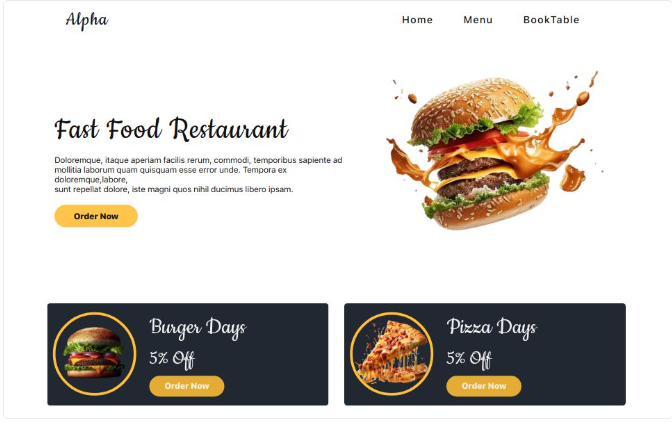 Alpha
Home Menu BookTable
Fast Food Restaurant
Doloremque, itaque aperiam facilis rerum, commodi, temporibus sapiente ad
mollitia laborum quam quisquam esse error unde. Tempora ex
doloremque,labore,
sunt repellat dolore, iste magni quos nihil ducimus libero ipsam.
Order Now
Burger Days
5% Off
Order Now
Pizza Days
5% Off
Order Now